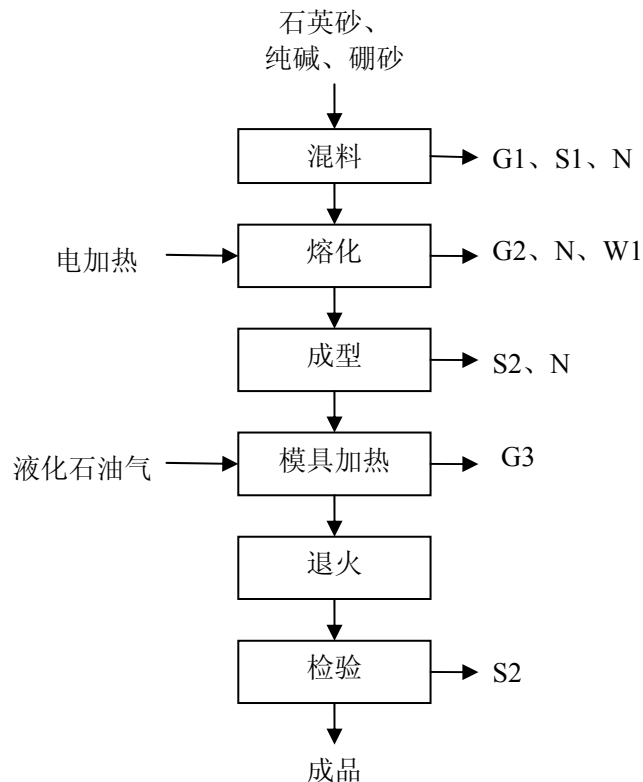 石英砂、
纯碱、硼砂
混料
G1、S1、N
电加热
熔化
G2、N、W1
成型
S2、N
液化石油气
模具加热
G3
退火
检验
S2
成品